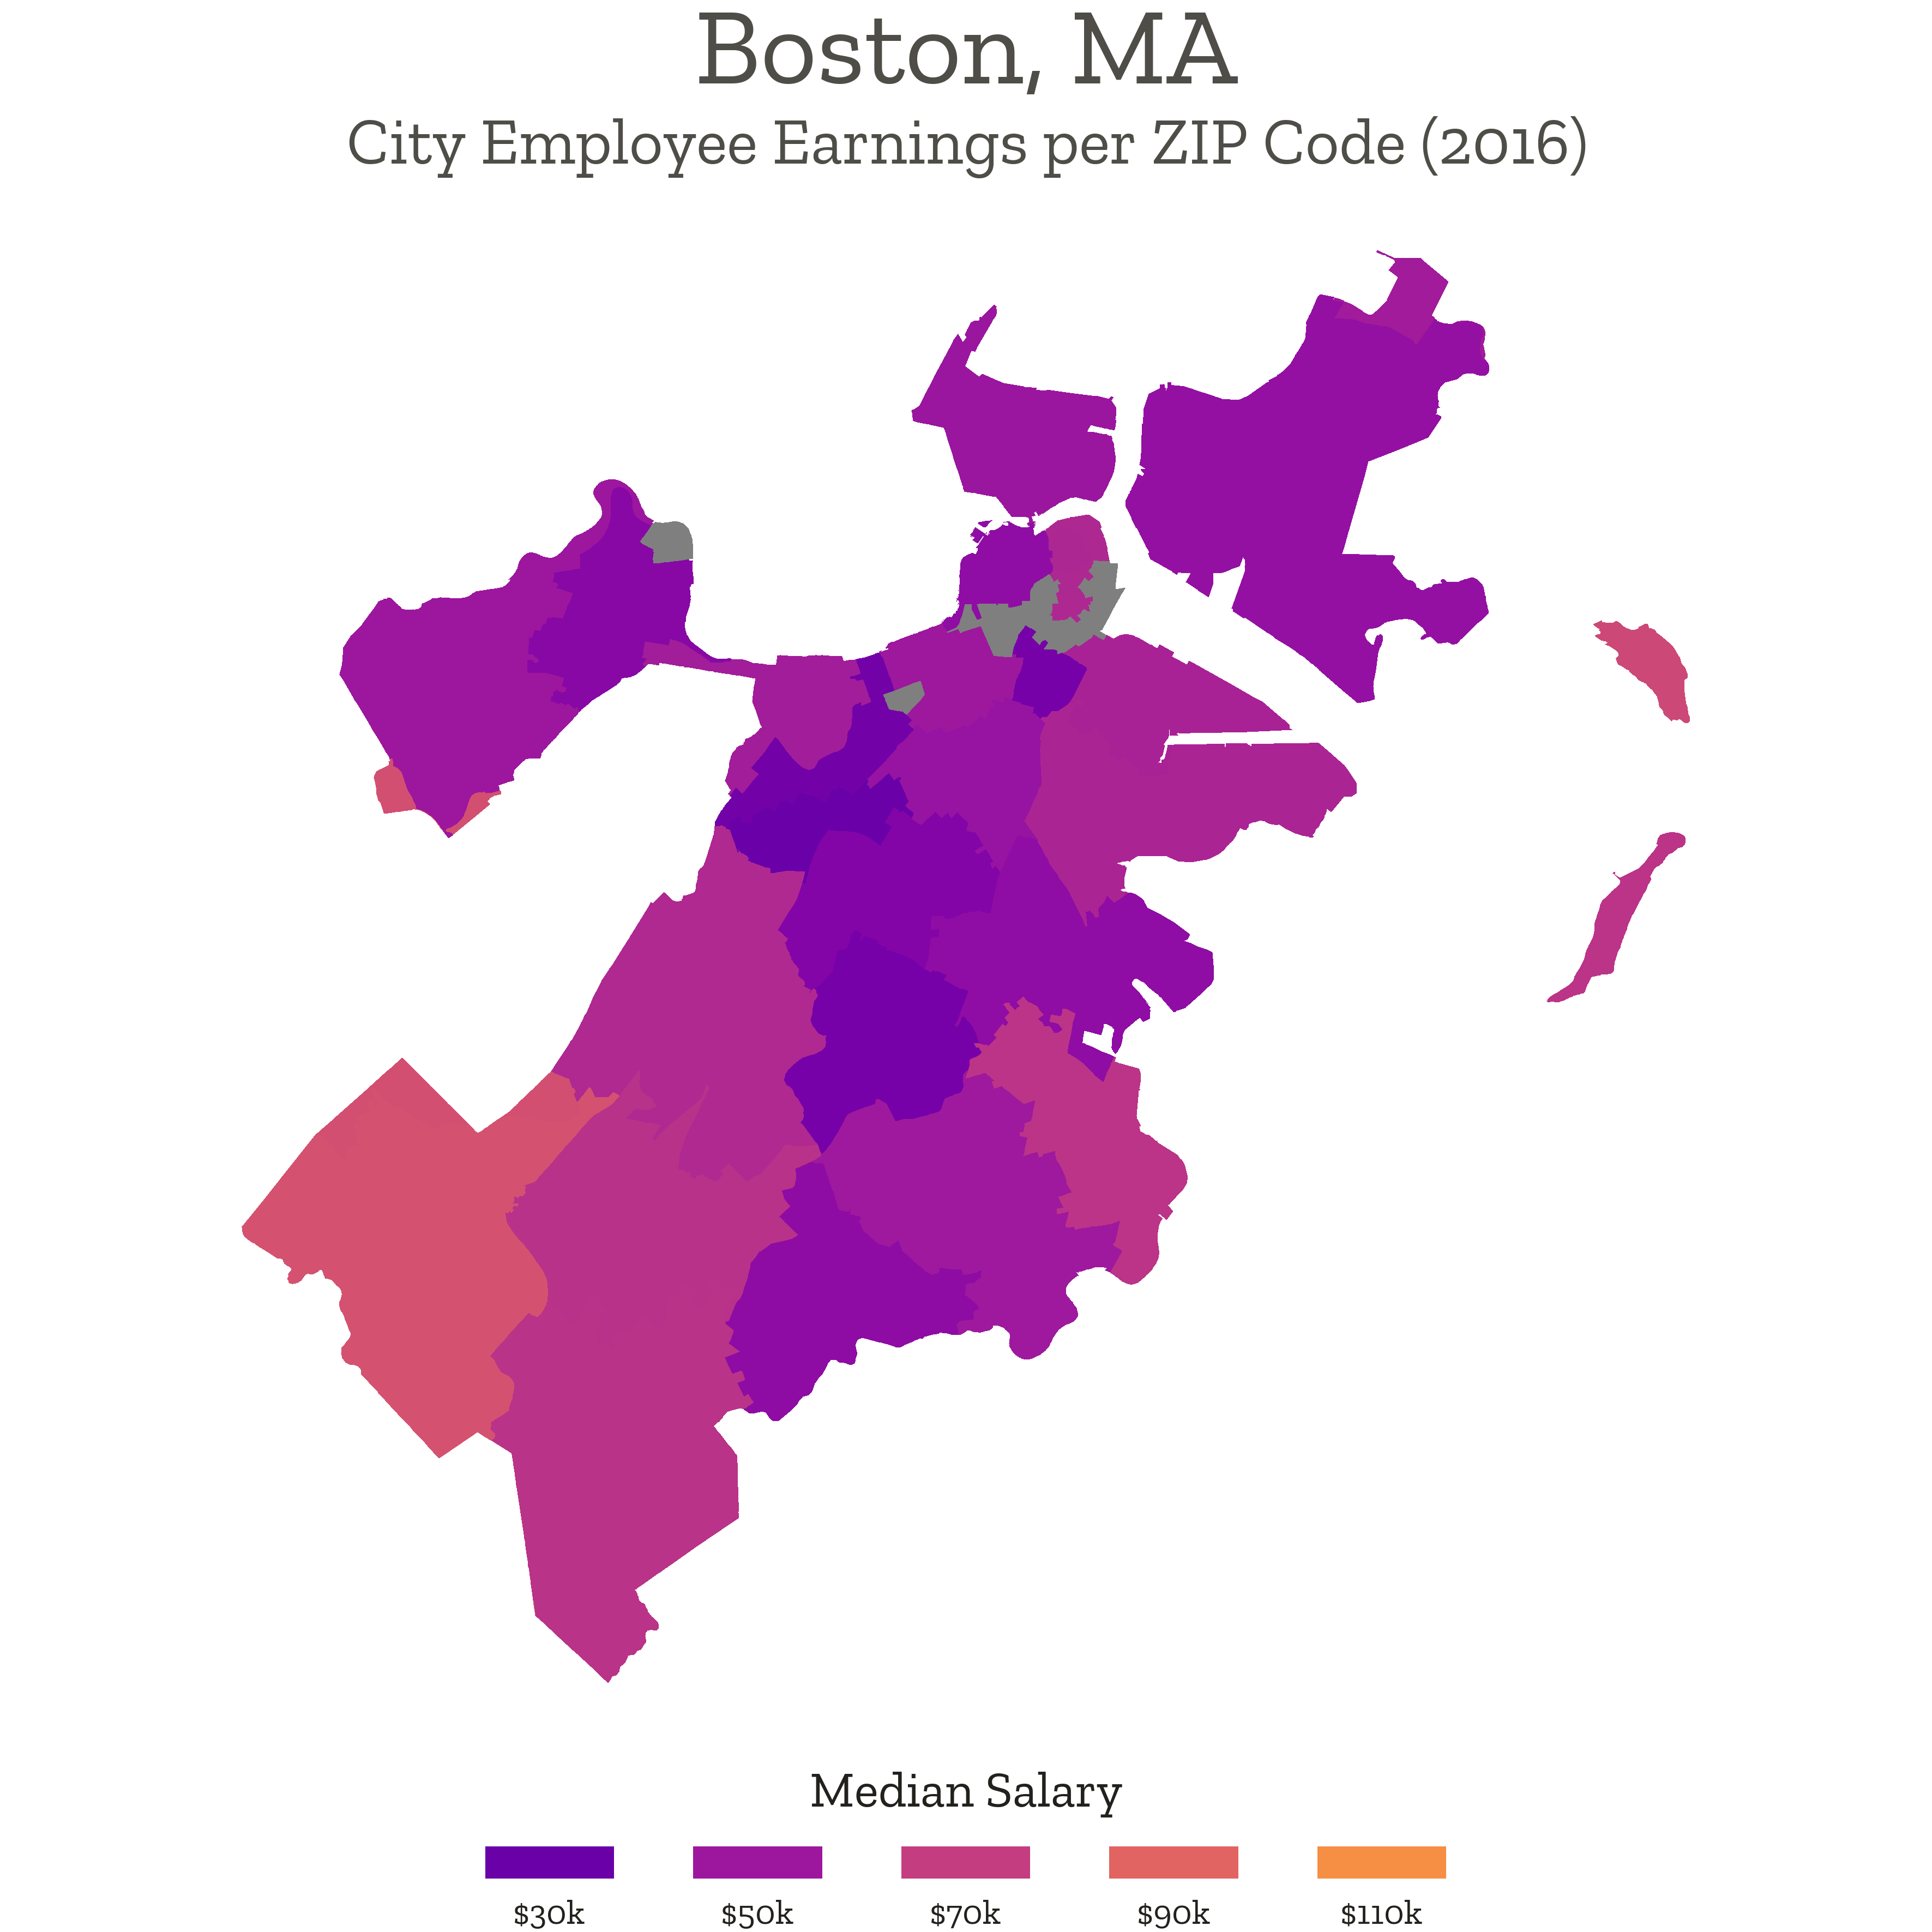 Boston, MA
City Employee Earnings per ZIP Code (2016)
Median Salary
$30k $50k $70k $90k $110k